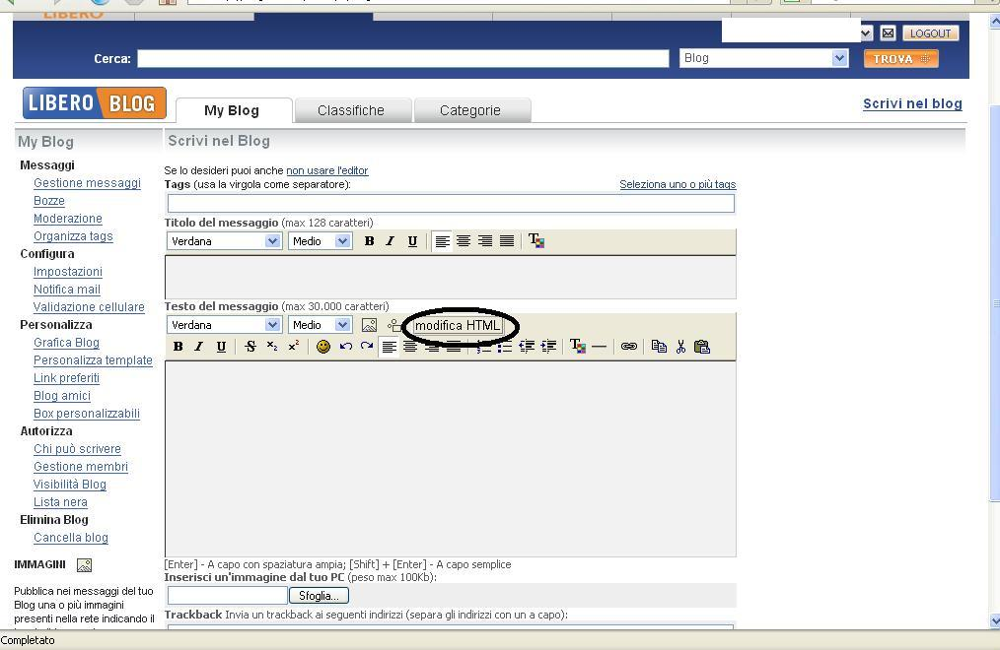 LIBERO
LOGOUT
Cerca:
Blog
TROVA
LIBERO BLOG
My Blog
Classifiche
Categorie
Scrivi nel blog
My Blog
Messaggi
Gestione messaggi
Bozze
Moderazione
Organizza tags
Configura
Impostazioni
Notifica mail
Validazione cellulare
Personalizza
Grafica Blog
Personalizza template
Link preferiti
Blog amici
Box personalizzabili
Autorizza
Chi può scrivere
Gestione membri
Visibilità Blog
Lista nera
Elimina Blog
Cancella blog
IMMAGINI
Pubblica nei messaggi del tuo
Blog una o più immagini
presenti nella rete indicando il
Scrivi nel Blog
Se lo desideri puoi anche non usare l'editor
Tags (usa la virgola come separatore):
Seleziona uno o più tags
Titolo del messaggio (max 128 caratteri)
Verdana Medio B I U T
Testo del messaggio (max 30.000 caratteri)
Verdana Medio modifica HTML
B I U S x₂ x² T
[Enter] - A capo con spaziatura ampia; [Shift] + [Enter] - A capo semplice
Inserisci un'immagine dal tuo PC (peso max 100Kb):
Sfoglia...
Trackback Invia un trackback ai seguenti indirizzi (separa gli indirizzi con un a capo):
Completato